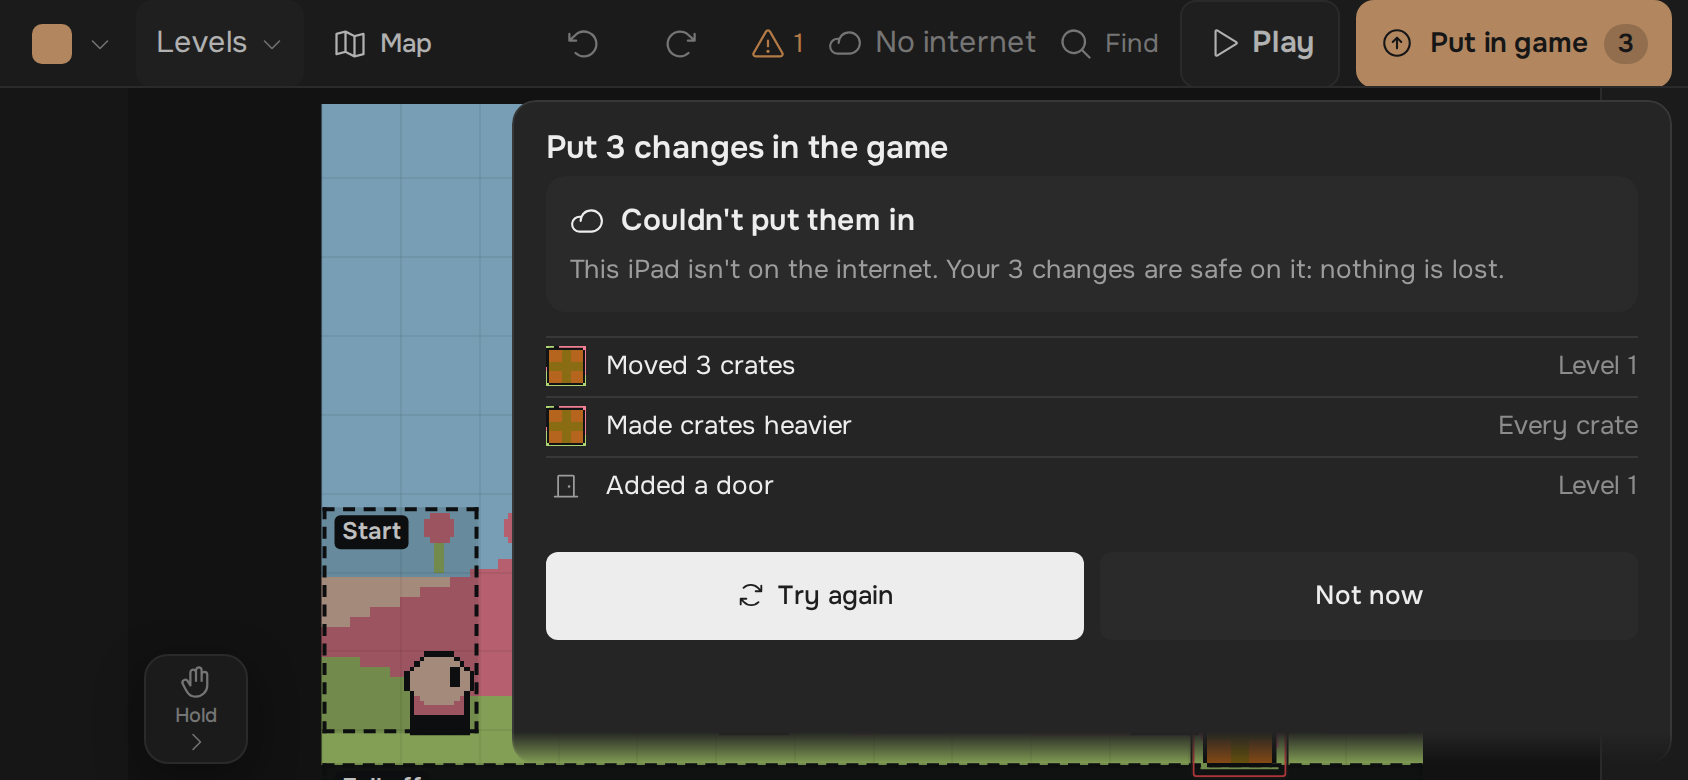 Levels
Map
1
No internet
Find
Play
Put in game 3
Put 3 changes in the game
Couldn't put them in
This iPad isn't on the internet. Your 3 changes are safe on it: nothing is lost.
Moved 3 crates Level 1
Made crates heavier Every crate
Added a door Level 1
Start
Try again
Not now
Hold